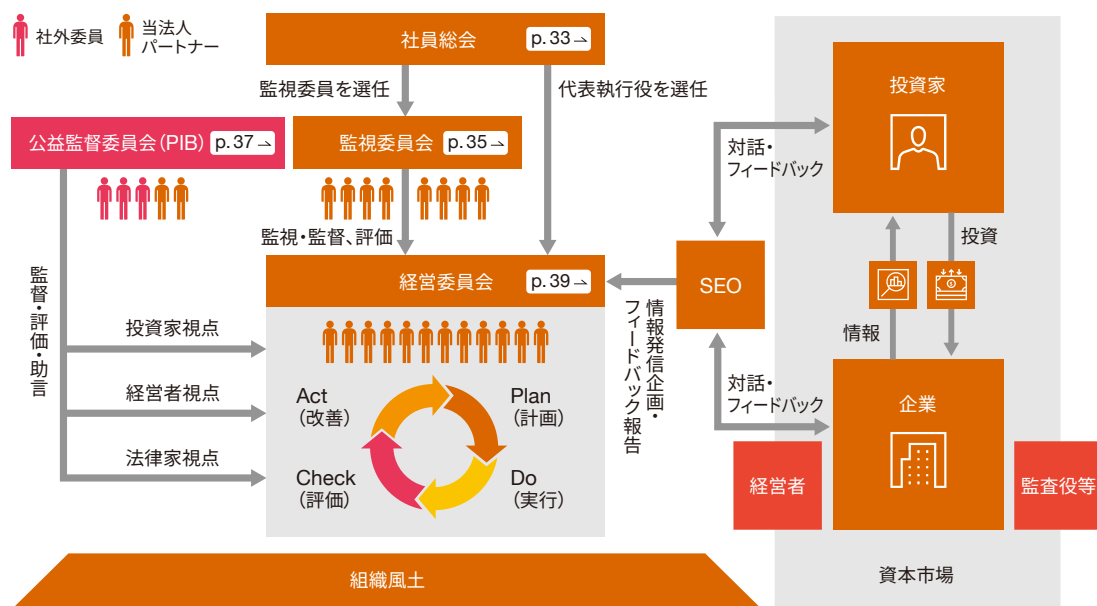 社外委員
当法人
パートナー
社員総会 p.33→
監視委員を選任
代表執行役を選任
公益監督委員会(PIB) p.37→
監視委員会 p.35→
監視・監督、評価
経営委員会 p.39→
監督・評価・助言
投資家視点
経営者視点
法律家視点
Act
(改善)
Plan
(計画)
Check
(評価)
Do
(実行)
情報発信企画・
フィードバック報告
SEO
対話・
フィードバック
対話・
フィードバック
投資家
投資
情報
企業
経営者
監査役等
資本市場
組織風土